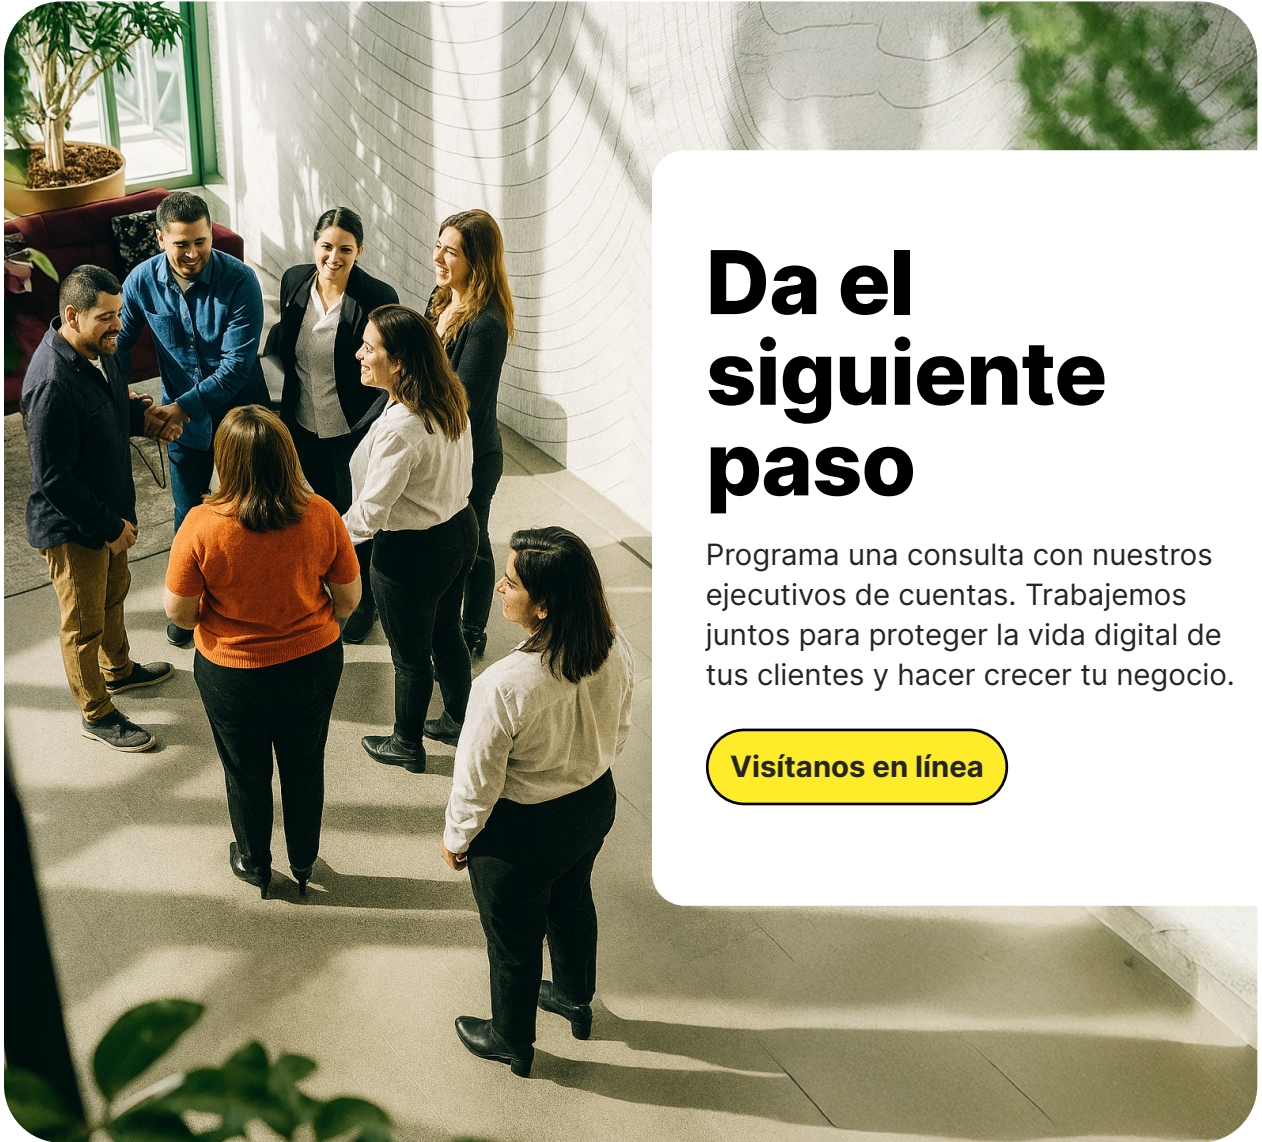 Da el
siguiente
paso
Programa una consulta con nuestros
ejecutivos de cuentas. Trabajemos
juntos para proteger la vida digital de
tus clientes y hacer crecer tu negocio.
Visítanos en línea